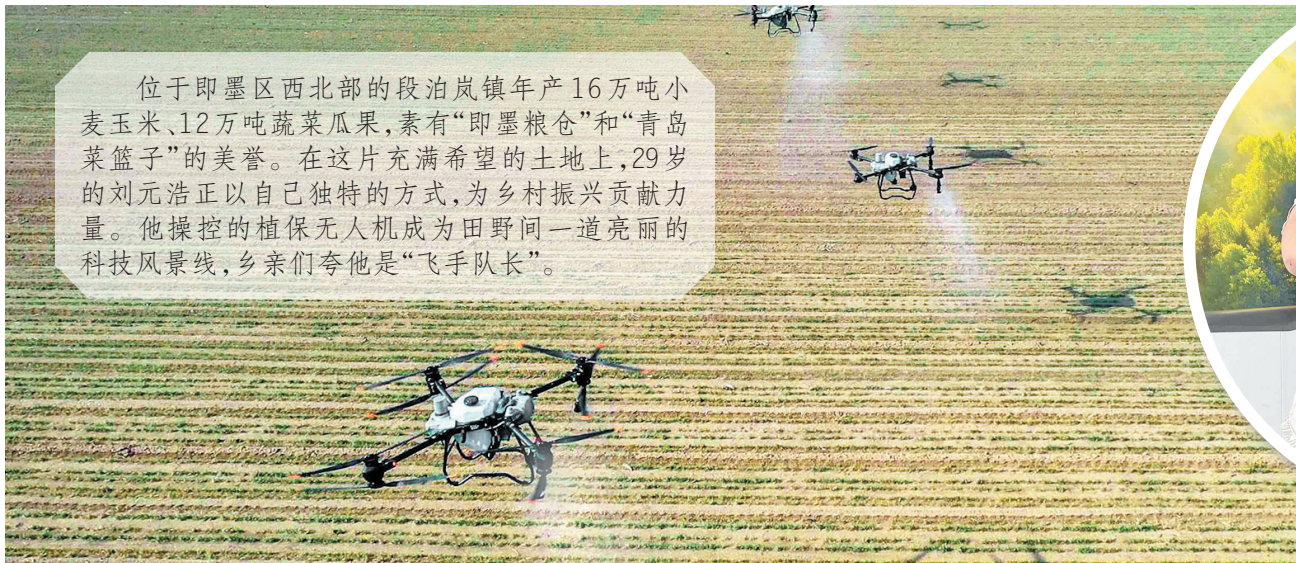 位于即墨区西北部的段泊岚镇年产16万吨小
麦玉米、12万吨蔬菜瓜果,素有“即墨粮仓”和“青岛
菜篮子”的美誉。在这片充满希望的土地上,29岁
的刘元浩正以自己独特的方式,为乡村振兴贡献力
量。他操控的植保无人机成为田野间一道亮丽的
科技风景线,乡亲们夸他是“飞手队长”。